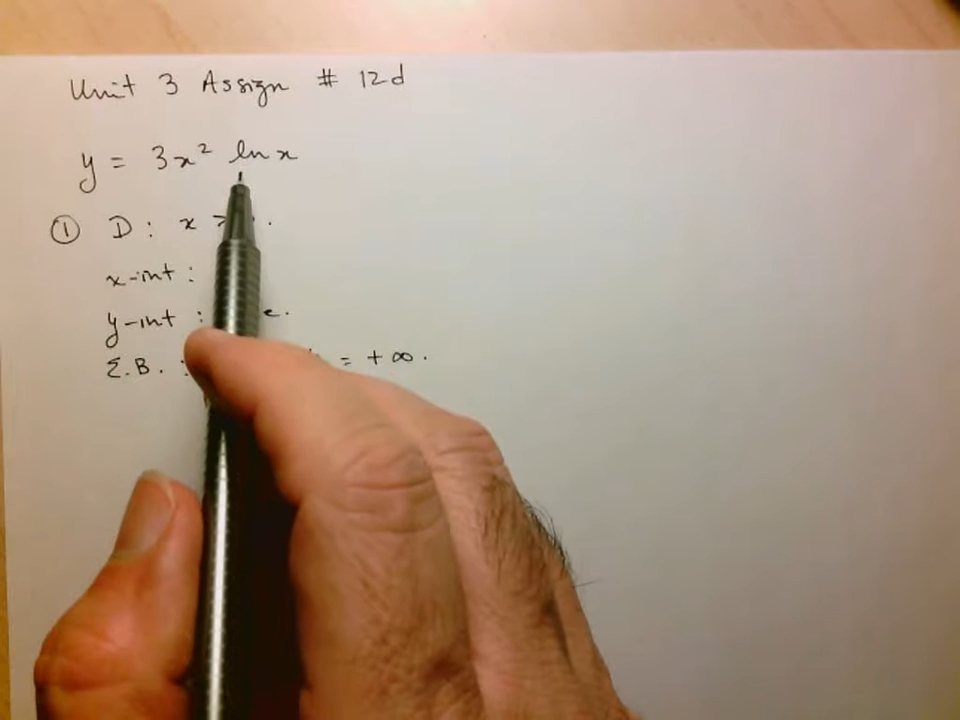 Unit 3 Assign # 12d
y = 3x² ln x
① D : x > .
x-int :
y-int : e.
Σ.B. : = +∞.